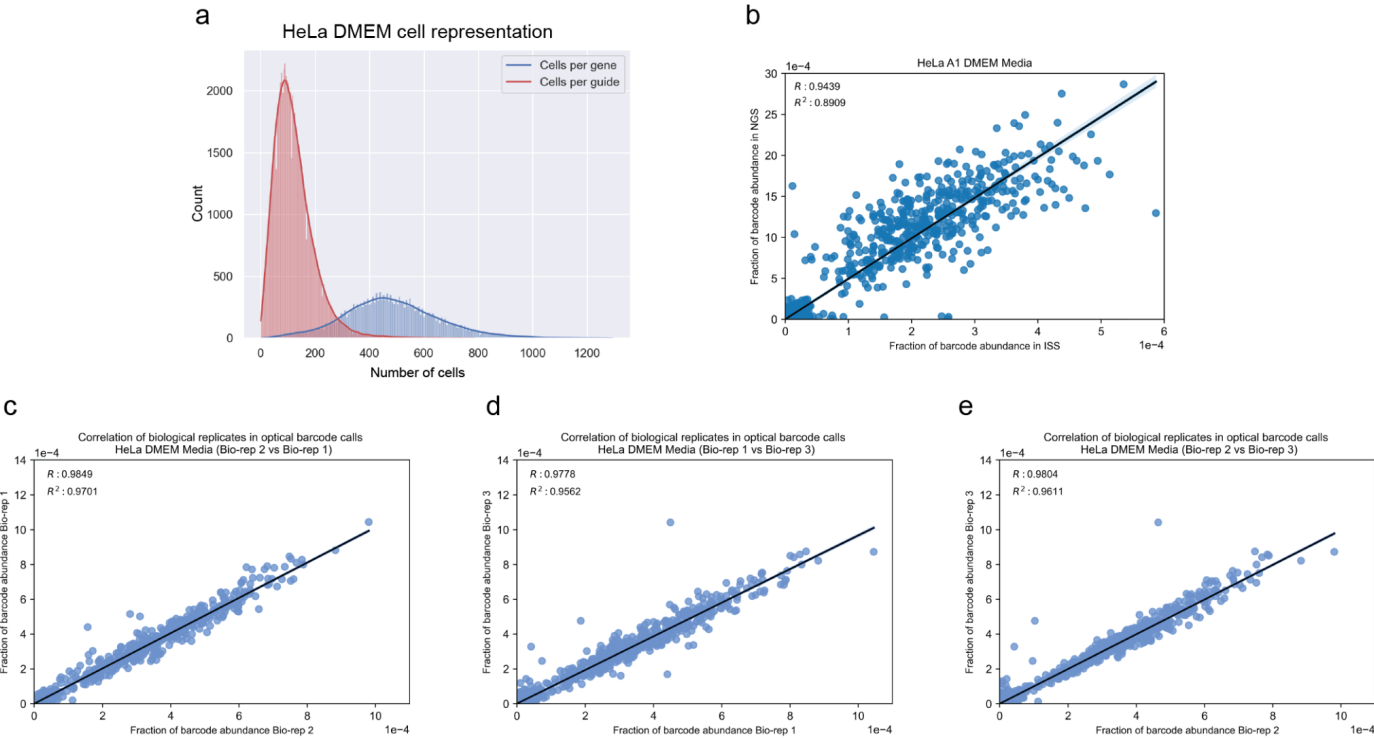 a
HeLa DMEM cell representation
Cells per gene
Cells per guide
2000
1500
1000
500
0
Count
0 200 400 600 800 1000 1200
Number of cells
b
HeLa A1 DMEM Media
1e−4
R : 0.9439
R² : 0.8909
30
25
20
15
10
5
0
Fraction of barcode abundance in NGS
0 1 2 3 4 5 6
Fraction of barcode abundance in ISS
1e−4
c
Correlation of biological replicates in optical barcode calls
HeLa DMEM Media (Bio-rep 2 vs Bio-rep 1)
1e−4
R : 0.9849
R² : 0.9701
14
12
10
8
6
4
2
0
Fraction of barcode abundance Bio-rep 1
0 2 4 6 8 10
Fraction of barcode abundance Bio-rep 2
1e−4
d
Correlation of biological replicates in optical barcode calls
HeLa DMEM Media (Bio-rep 1 vs Bio-rep 3)
1e−4
R : 0.9778
R² : 0.9562
14
12
10
8
6
4
2
0
Fraction of barcode abundance Bio-rep 3
0 2 4 6 8 10
Fraction of barcode abundance Bio-rep 1
1e−4
e
Correlation of biological replicates in optical barcode calls
HeLa DMEM Media (Bio-rep 2 vs Bio-rep 3)
1e−4
R : 0.9804
R² : 0.9611
14
12
10
8
6
4
2
0
Fraction of barcode abundance Bio-rep 3
0 2 4 6 8 10
Fraction of barcode abundance Bio-rep 2
1e−4